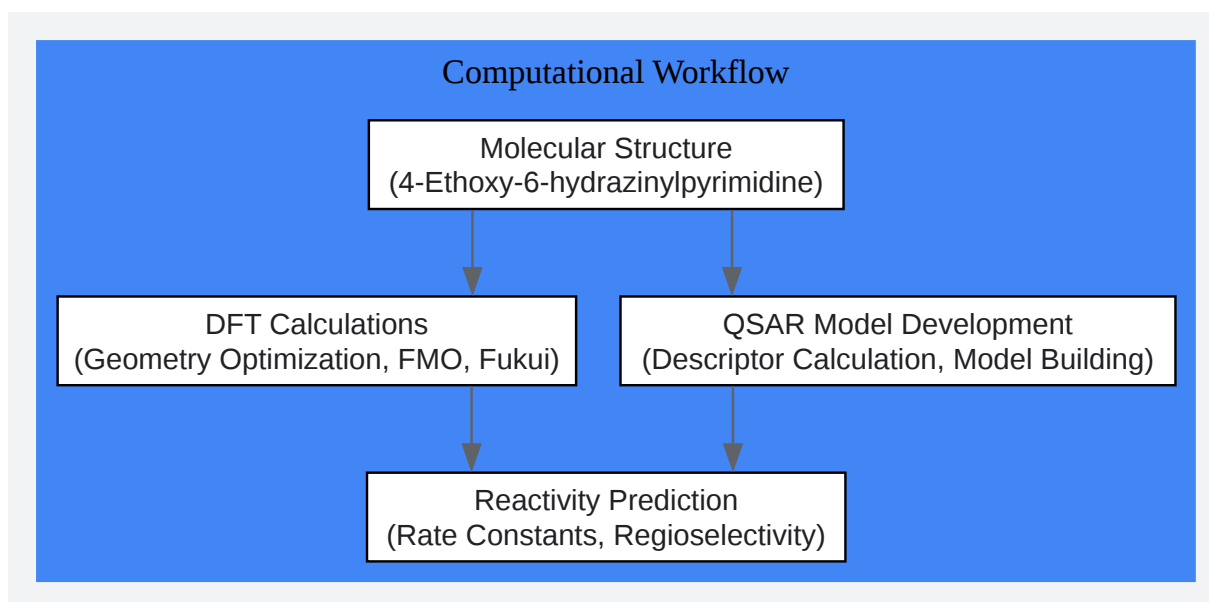 Computational Workflow
Molecular Structure
(4-Ethoxy-6-hydrazinylpyrimidine)
DFT Calculations
(Geometry Optimization, FMO, Fukui)
QSAR Model Development
(Descriptor Calculation, Model Building)
Reactivity Prediction
(Rate Constants, Regioselectivity)